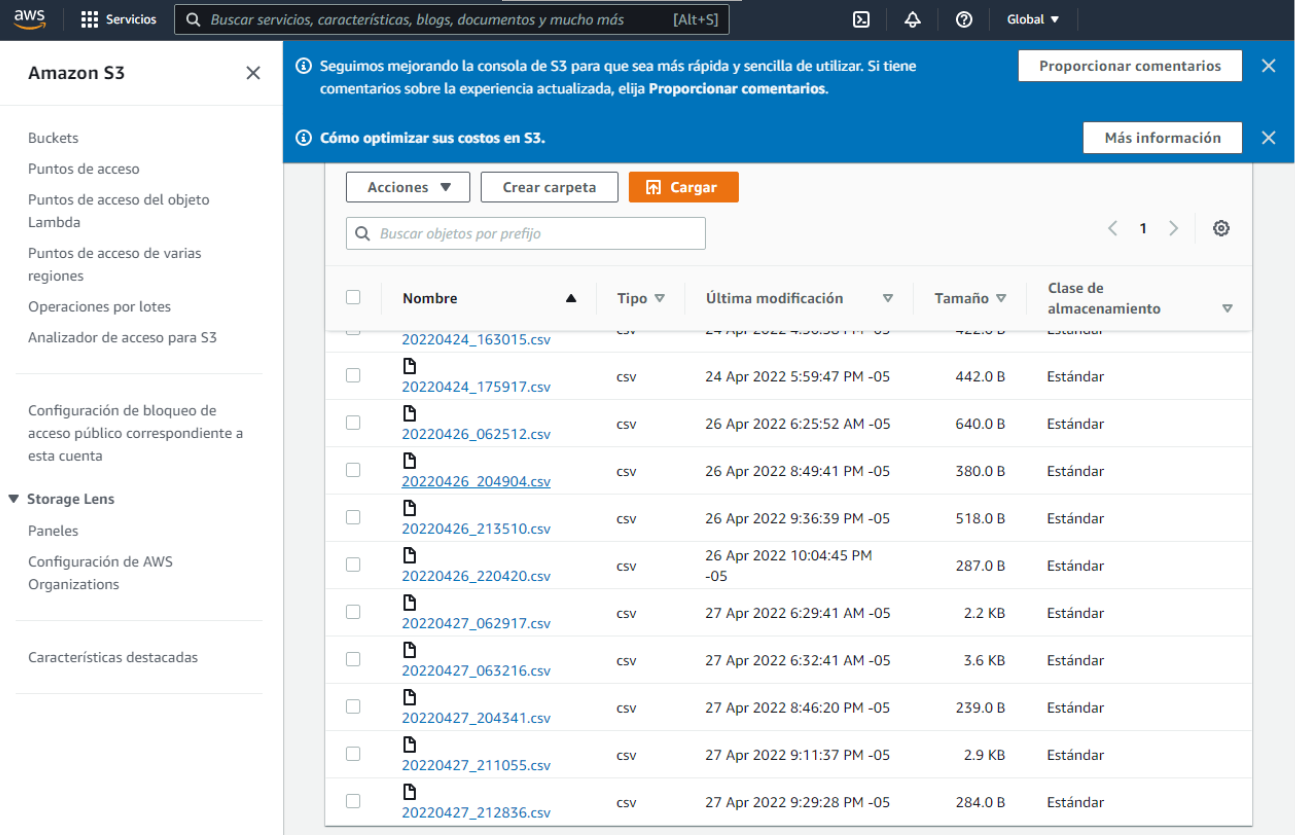 aws
Servicios
Buscar servicios, características, blogs, documentos y mucho más [Alt+S]
Global ▼
Amazon S3
Buckets
Puntos de acceso
Puntos de acceso del objeto
Lambda
Puntos de acceso de varias
regiones
Operaciones por lotes
Analizador de acceso para S3
Configuración de bloqueo de
acceso público correspondiente a
esta cuenta
▼ Storage Lens
Paneles
Configuración de AWS
Organizations
Características destacadas
Seguimos mejorando la consola de S3 para que sea más rápida y sencilla de utilizar. Si tiene
comentarios sobre la experiencia actualizada, elija Proporcionar comentarios.
Proporcionar comentarios
Cómo optimizar sus costos en S3.
Más información
Acciones ▼
Crear carpeta
Cargar
Buscar objetos por prefijo
1
Nombre
Tipo
Última modificación
Tamaño
Clase de
almacenamiento
20220424_163015.csv
20220424_175917.csv csv 24 Apr 2022 5:59:47 PM -05 442.0 B Estándar
20220426_062512.csv csv 26 Apr 2022 6:25:52 AM -05 640.0 B Estándar
20220426_204904.csv csv 26 Apr 2022 8:49:41 PM -05 380.0 B Estándar
20220426_213510.csv csv 26 Apr 2022 9:36:39 PM -05 518.0 B Estándar
20220426_220420.csv csv 26 Apr 2022 10:04:45 PM
-05 287.0 B Estándar
20220427_062917.csv csv 27 Apr 2022 6:29:41 AM -05 2.2 KB Estándar
20220427_063216.csv csv 27 Apr 2022 6:32:41 AM -05 3.6 KB Estándar
20220427_204341.csv csv 27 Apr 2022 8:46:20 PM -05 239.0 B Estándar
20220427_211055.csv csv 27 Apr 2022 9:11:37 PM -05 2.9 KB Estándar
20220427_212836.csv csv 27 Apr 2022 9:29:28 PM -05 284.0 B Estándar